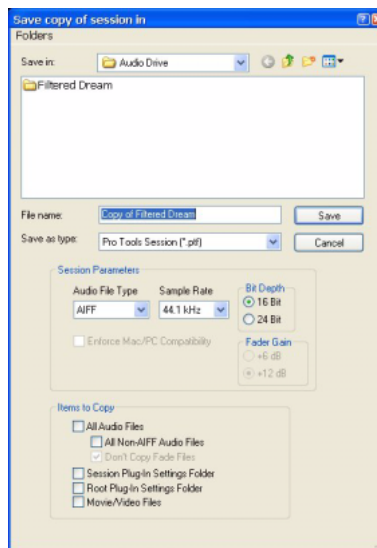 Save copy of session in
Folders
Save in: Audio Drive
Filtered Dream
File name: Copy of Filtered Dream Save
Save as type: Pro Tools Session (*.ptf) Cancel
Session Parameters
Audio File Type Sample Rate Bit Depth
AIFF 44.1 kHz 16 Bit
24 Bit
Enforce Mac/PC Compatibility Fader Gain
+6 dB
+12 dB
Items to Copy
All Audio Files
All Non-AIFF Audio Files
Don't Copy Fade Files
Session Plug-In Settings Folder
Root Plug-In Settings Folder
Movie/Video Files